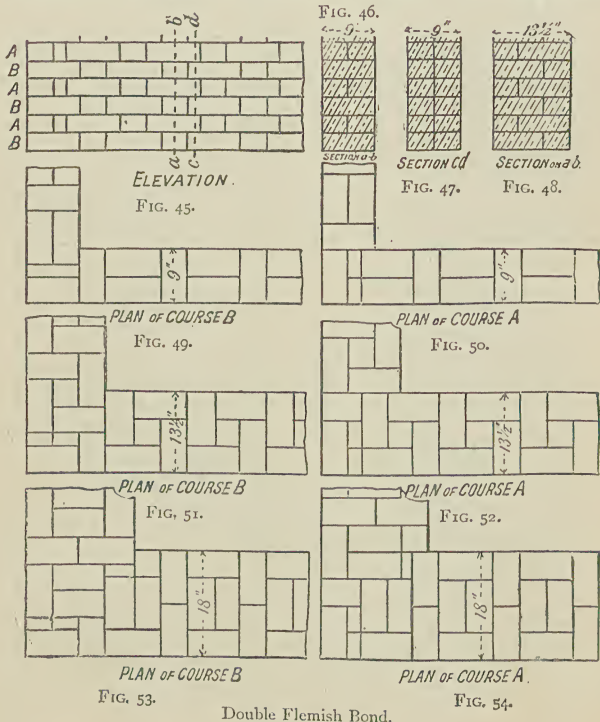 FIG. 46.
b d
9" 9" 13½"
A
B
A
B
A
B
a c
SECTION a-b SECTION Cd SECTION on ab.
ELEVATION. FIG. 47. FIG. 48.
FIG. 45.
9" 9"
PLAN OF COURSE B PLAN OF COURSE A
FIG. 49. FIG. 50.
13½" 13½"
PLAN OF COURSE B PLAN OF COURSE A
FIG. 51. FIG. 52.
18" 18"
PLAN OF COURSE B PLAN OF COURSE A.
FIG. 53. FIG. 54.
Double Flemish Bond.